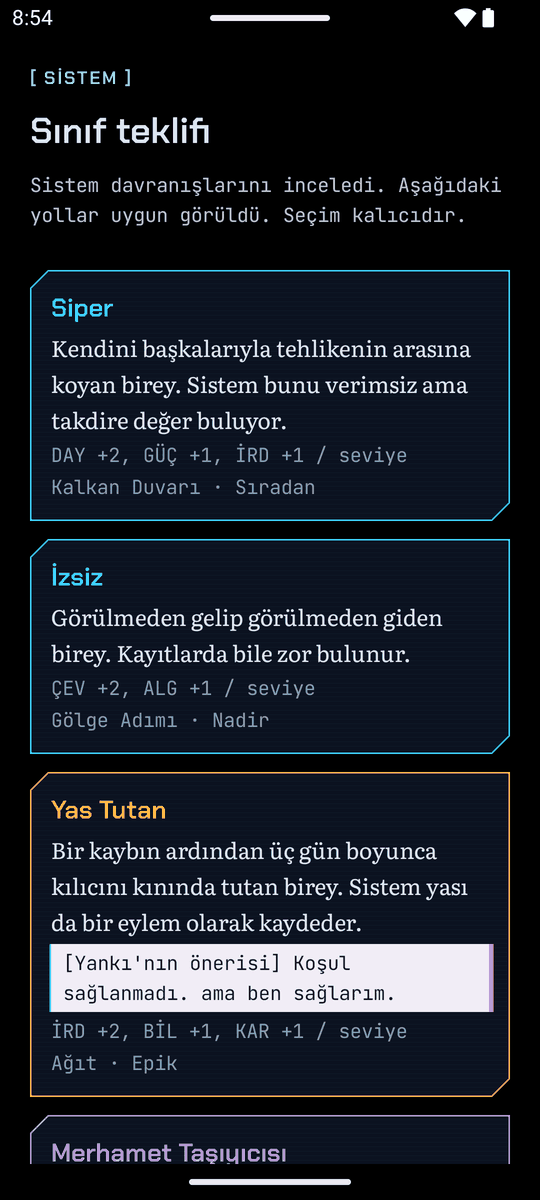 8:54
[ SİSTEM ]
Sınıf teklifi
Sistem davranışlarını inceledi. Aşağıdaki
yollar uygun görüldü. Seçim kalıcıdır.
Siper
Kendini başkalarıyla tehlikenin arasına
koyan birey. Sistem bunu verimsiz ama
takdire değer buluyor.
DAY +2, GÜÇ +1, İRD +1 / seviye
Kalkan Duvarı · Sıradan
İzsiz
Görülmeden gelip görülmeden giden
birey. Kayıtlarda bile zor bulunur.
ÇEV +2, ALG +1 / seviye
Gölge Adımı · Nadir
Yas Tutan
Bir kaybın ardından üç gün boyunca
kılıcını kınında tutan birey. Sistem yası
da bir eylem olarak kaydeder.
[Yankı'nın önerisi] Koşul
sağlanmadı. ama ben sağlarım.
İRD +2, BİL +1, KAR +1 / seviye
Ağıt · Epik
Merhamet Taşıyıcısı